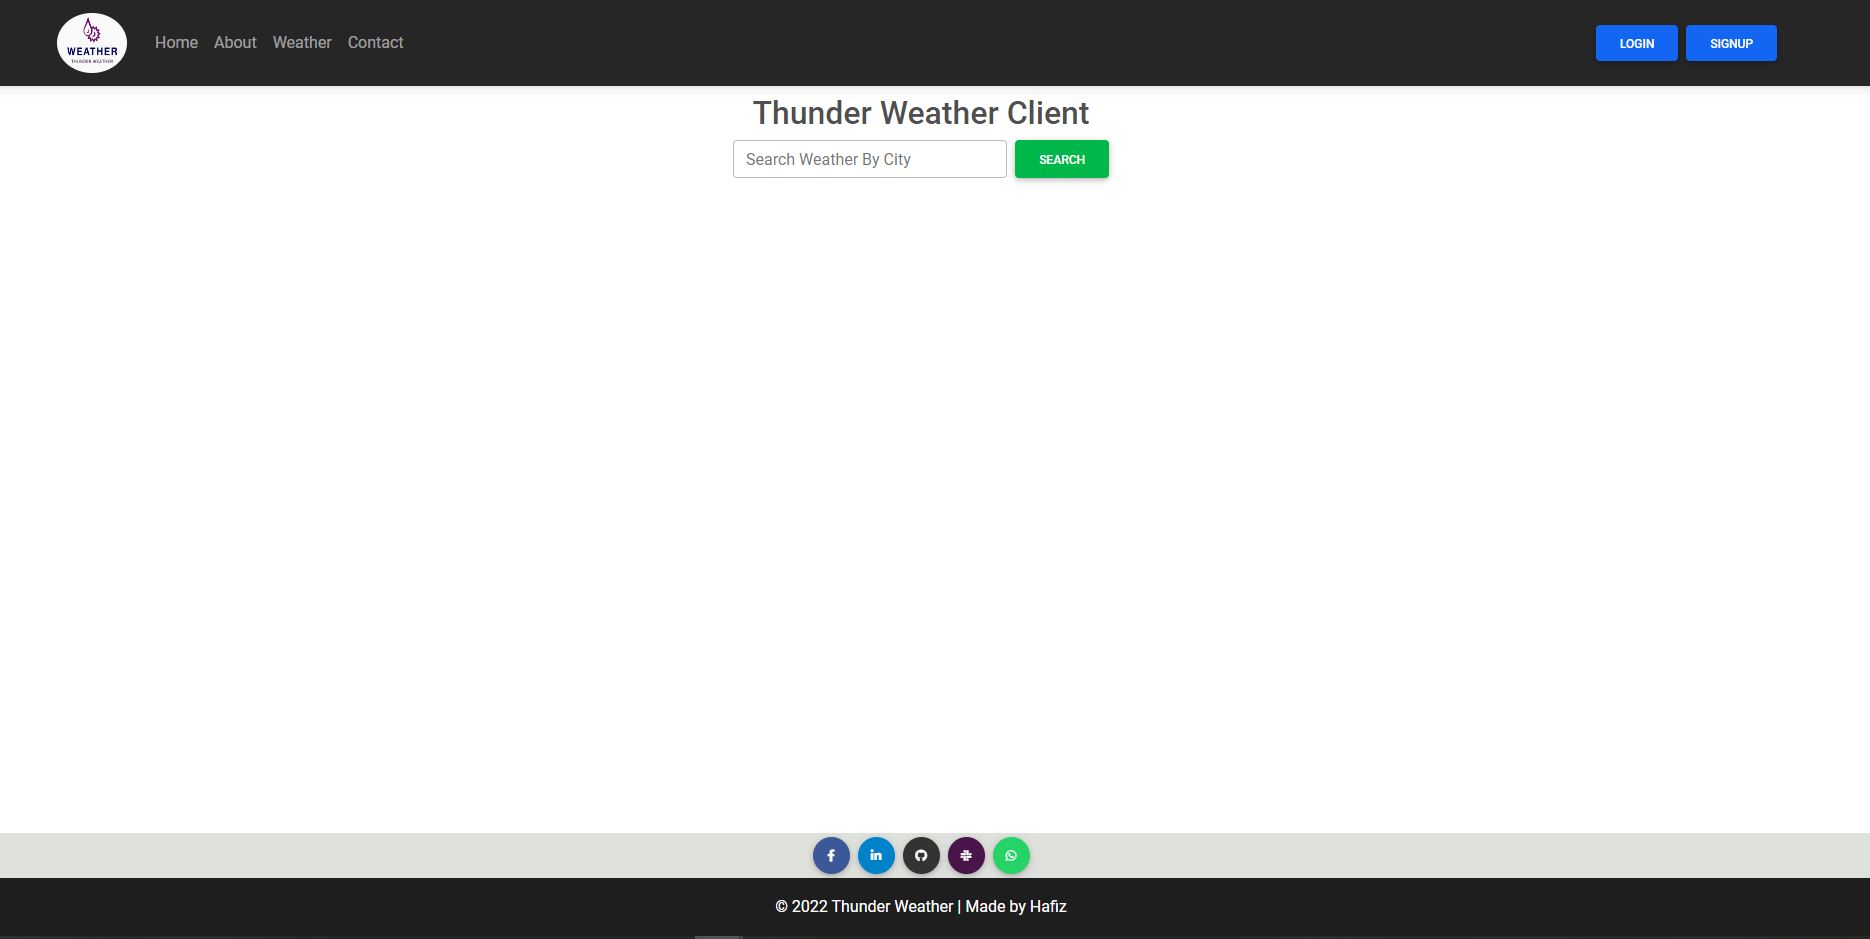 WEATHER
THUNDER WEATHER
Home About Weather Contact
LOGIN SIGNUP
Thunder Weather Client
Search Weather By City SEARCH
© 2022 Thunder Weather | Made by Hafiz